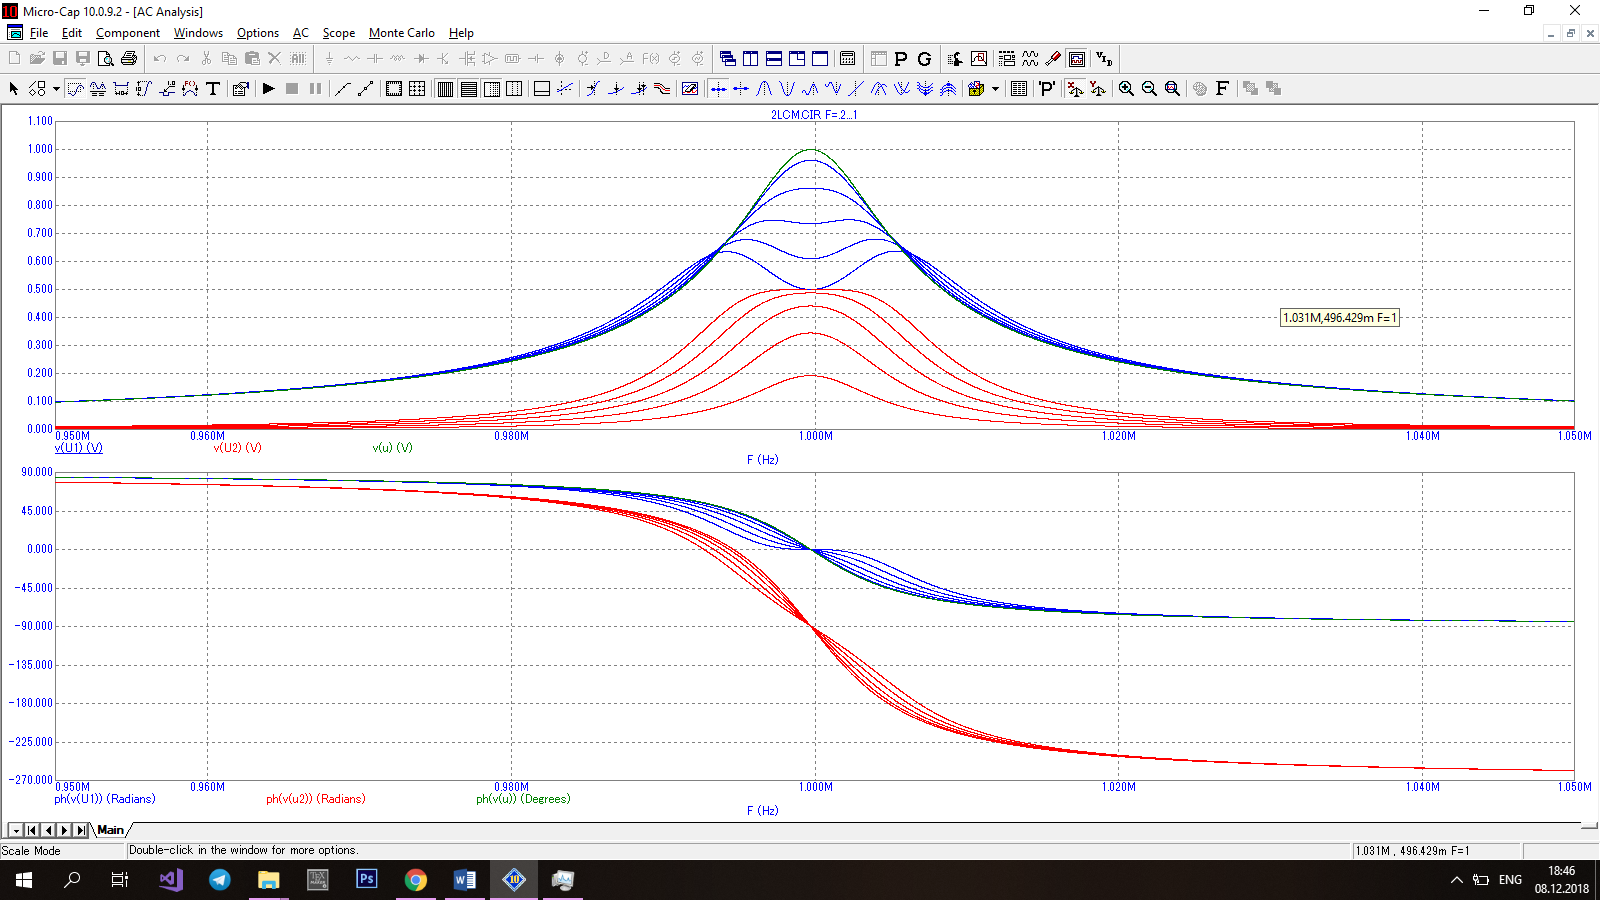 10 Micro-Cap 10.0.9.2 - [AC Analysis]
File Edit Component Windows Options AC Scope Monte Carlo Help
2LCM.CIR F=.2...1
1.100
1.000
0.900
0.800
0.700
0.600
0.500
0.400
0.300
0.200
0.100
0.000
1.031M,496.429m F=1
0.950M 0.960M 0.980M 1.000M 1.020M 1.040M 1.050M
v(U1) (V) v(U2) (V) v(u) (V)
F (Hz)
90.000
45.000
0.000
-45.000
-90.000
-135.000
-180.000
-225.000
-270.000
0.950M 0.960M 0.980M 1.000M 1.020M 1.040M 1.050M
ph(v(U1)) (Radians) ph(v(u2)) (Radians) ph(v(u)) (Degrees)
F (Hz)
Main
Scale Mode Double-click in the window for more options. 1.031M , 496.429m F=1
ENG 18:46
08.12.2018